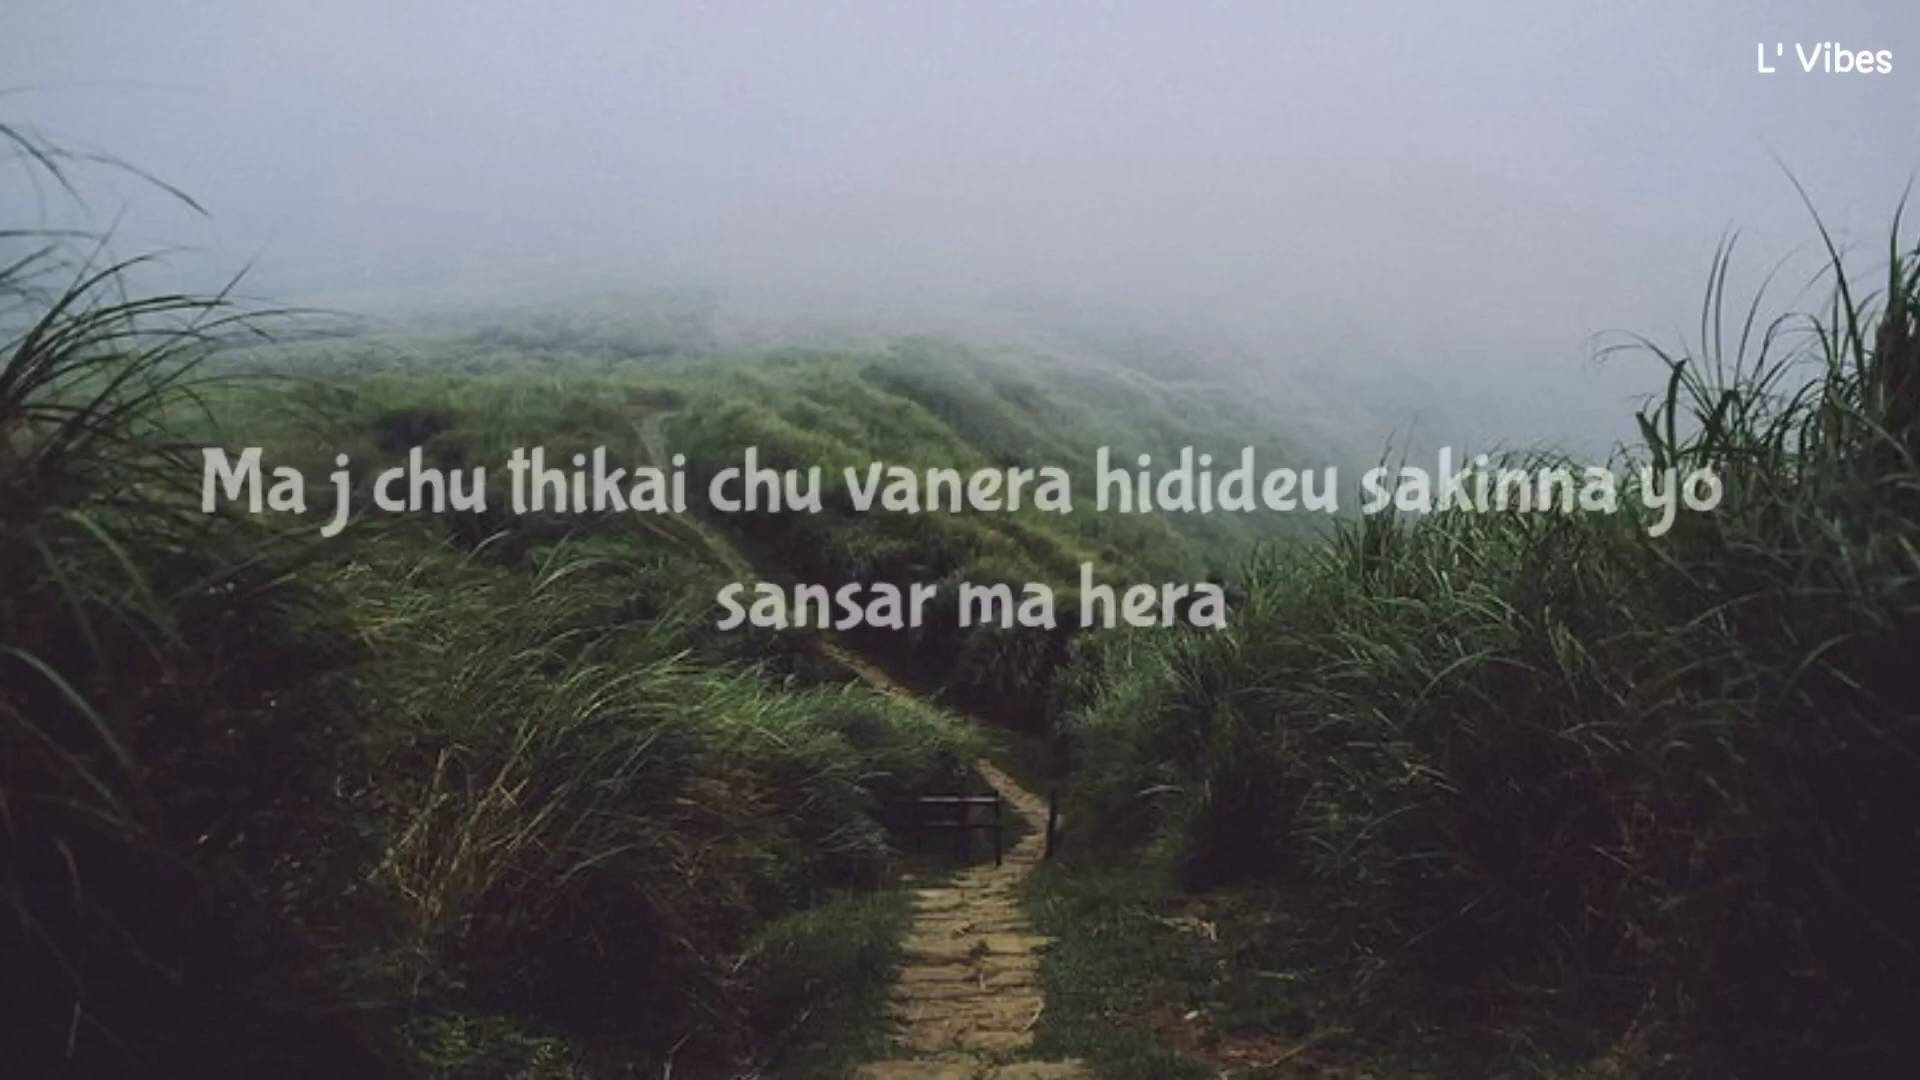 L' Vibes
Ma j chu thikai chu vanera hidideu sakinna yo
sansar ma hera